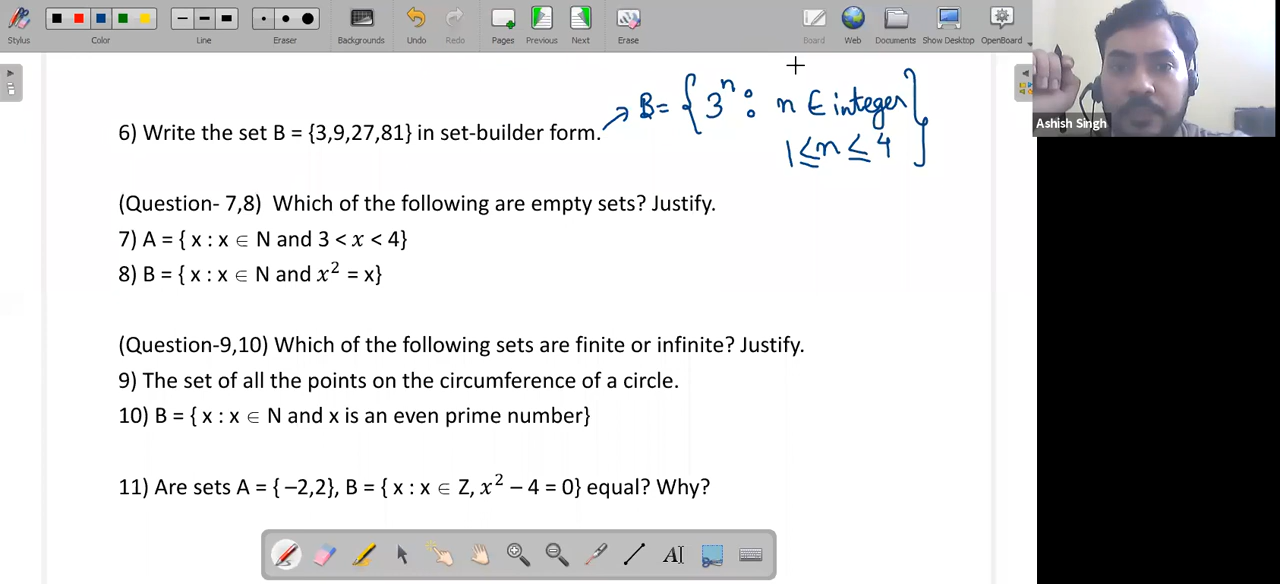 Stylus Color Line Eraser Backgrounds Undo Redo Pages Previous Next Erase Board Web Documents Show Desktop OpenBoard
Ashish Singh
6) Write the set B = {3,9,27,81} in set-builder form. → B = { 3ⁿ : n ∈ integer
1 ≤ n ≤ 4 }
(Question- 7,8) Which of the following are empty sets? Justify.
7) A = { x : x ∈ N and 3 < x < 4}
8) B = { x : x ∈ N and x² = x}
(Question-9,10) Which of the following sets are finite or infinite? Justify.
9) The set of all the points on the circumference of a circle.
10) B = { x : x ∈ N and x is an even prime number}
11) Are sets A = { −2,2}, B = { x : x ∈ Z, x² − 4 = 0} equal? Why?